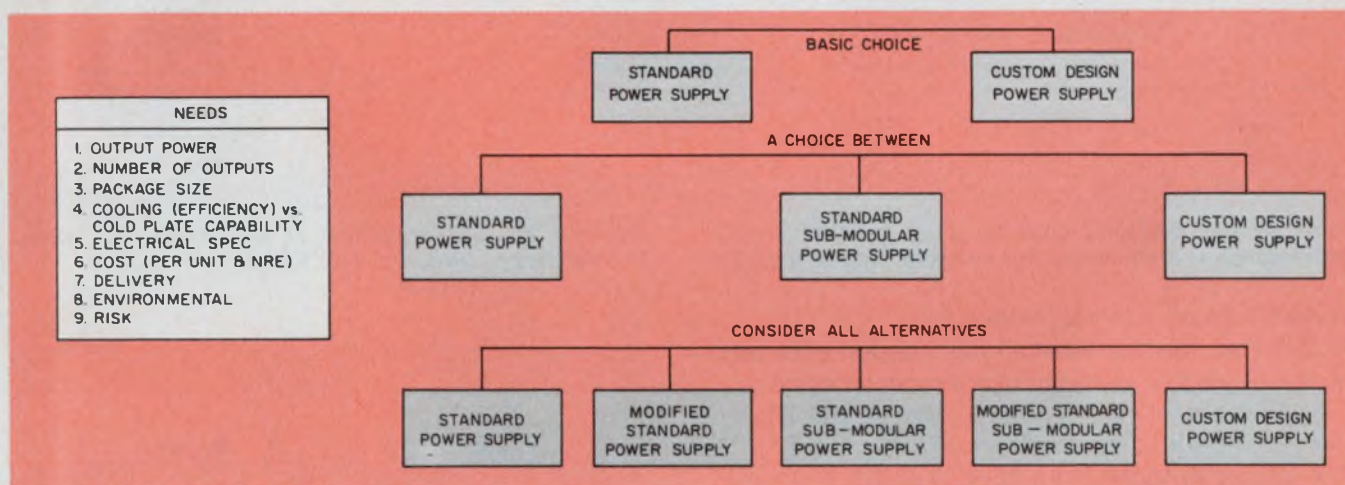 NEEDS
1. OUTPUT POWER
2. NUMBER OF OUTPUTS
3. PACKAGE SIZE
4. COOLING (EFFICIENCY) vs.
COLD PLATE CAPABILITY
5. ELECTRICAL SPEC
6. COST (PER UNIT & NRE)
7. DELIVERY
8. ENVIRONMENTAL
9. RISK
BASIC CHOICE
STANDARD
POWER SUPPLY
CUSTOM DESIGN
POWER SUPPLY
A CHOICE BETWEEN
STANDARD
POWER SUPPLY
STANDARD
SUB-MODULAR
POWER SUPPLY
CUSTOM DESIGN
POWER SUPPLY
CONSIDER ALL ALTERNATIVES
STANDARD
POWER SUPPLY
MODIFIED
STANDARD
POWER SUPPLY
STANDARD
SUB-MODULAR
POWER SUPPLY
MODIFIED STANDARD
SUB-MODULAR
POWER SUPPLY
CUSTOM DESIGN
POWER SUPPLY